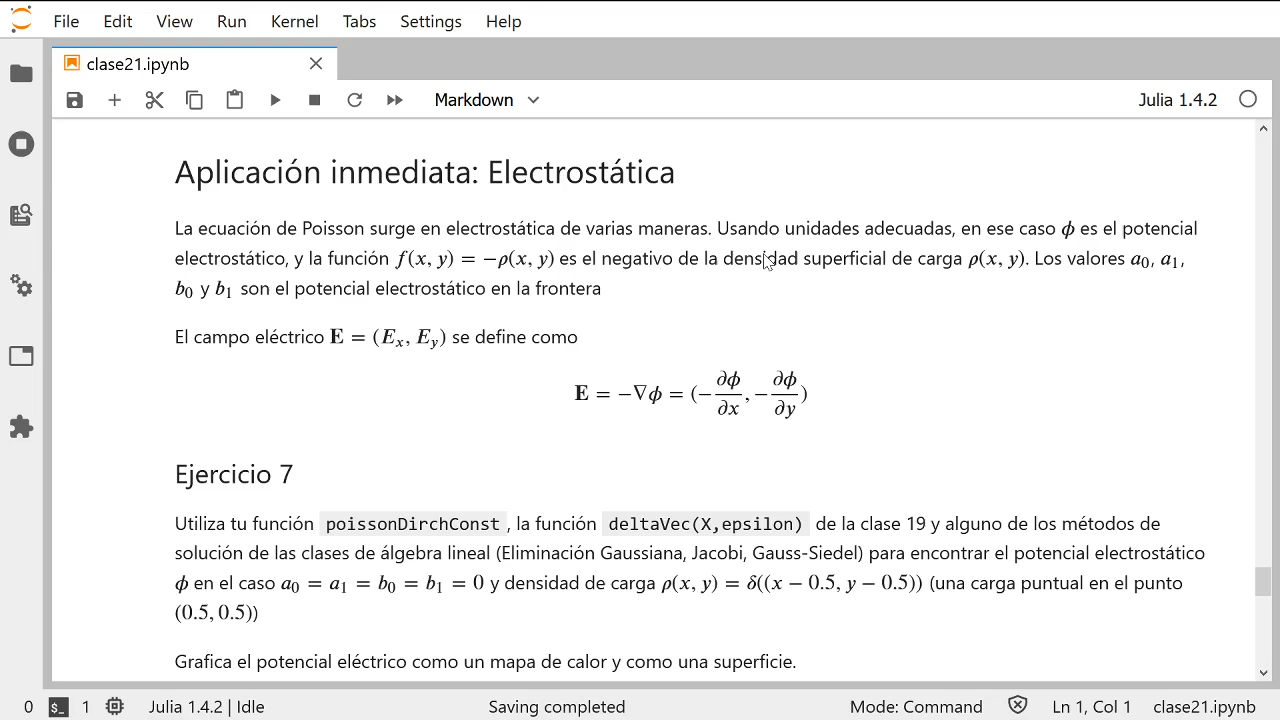 File Edit View Run Kernel Tabs Settings Help
clase21.ipynb
Markdown Julia 1.4.2
Aplicación inmediata: Electrostática
La ecuación de Poisson surge en electrostática de varias maneras. Usando unidades adecuadas, en ese caso ϕ es el potencial
electrostático, y la función f(x, y) = −ρ(x, y) es el negativo de la densidad superficial de carga ρ(x, y). Los valores a₀, a₁,
b₀ y b₁ son el potencial electrostático en la frontera
El campo eléctrico E = (Eₓ, E_y) se define como
E = −∇ϕ = (−∂ϕ/∂x, −∂ϕ/∂y)
Ejercicio 7
Utiliza tu función poissonDirchConst , la función deltaVec(X,epsilon) de la clase 19 y alguno de los métodos de
solución de las clases de álgebra lineal (Eliminación Gaussiana, Jacobi, Gauss-Siedel) para encontrar el potencial electrostático
ϕ en el caso a₀ = a₁ = b₀ = b₁ = 0 y densidad de carga ρ(x, y) = δ((x − 0.5, y − 0.5)) (una carga puntual en el punto
(0.5, 0.5))
Grafica el potencial eléctrico como un mapa de calor y como una superficie.
0 $_ 1 Julia 1.4.2 | Idle Saving completed Mode: Command Ln 1, Col 1 clase21.ipynb